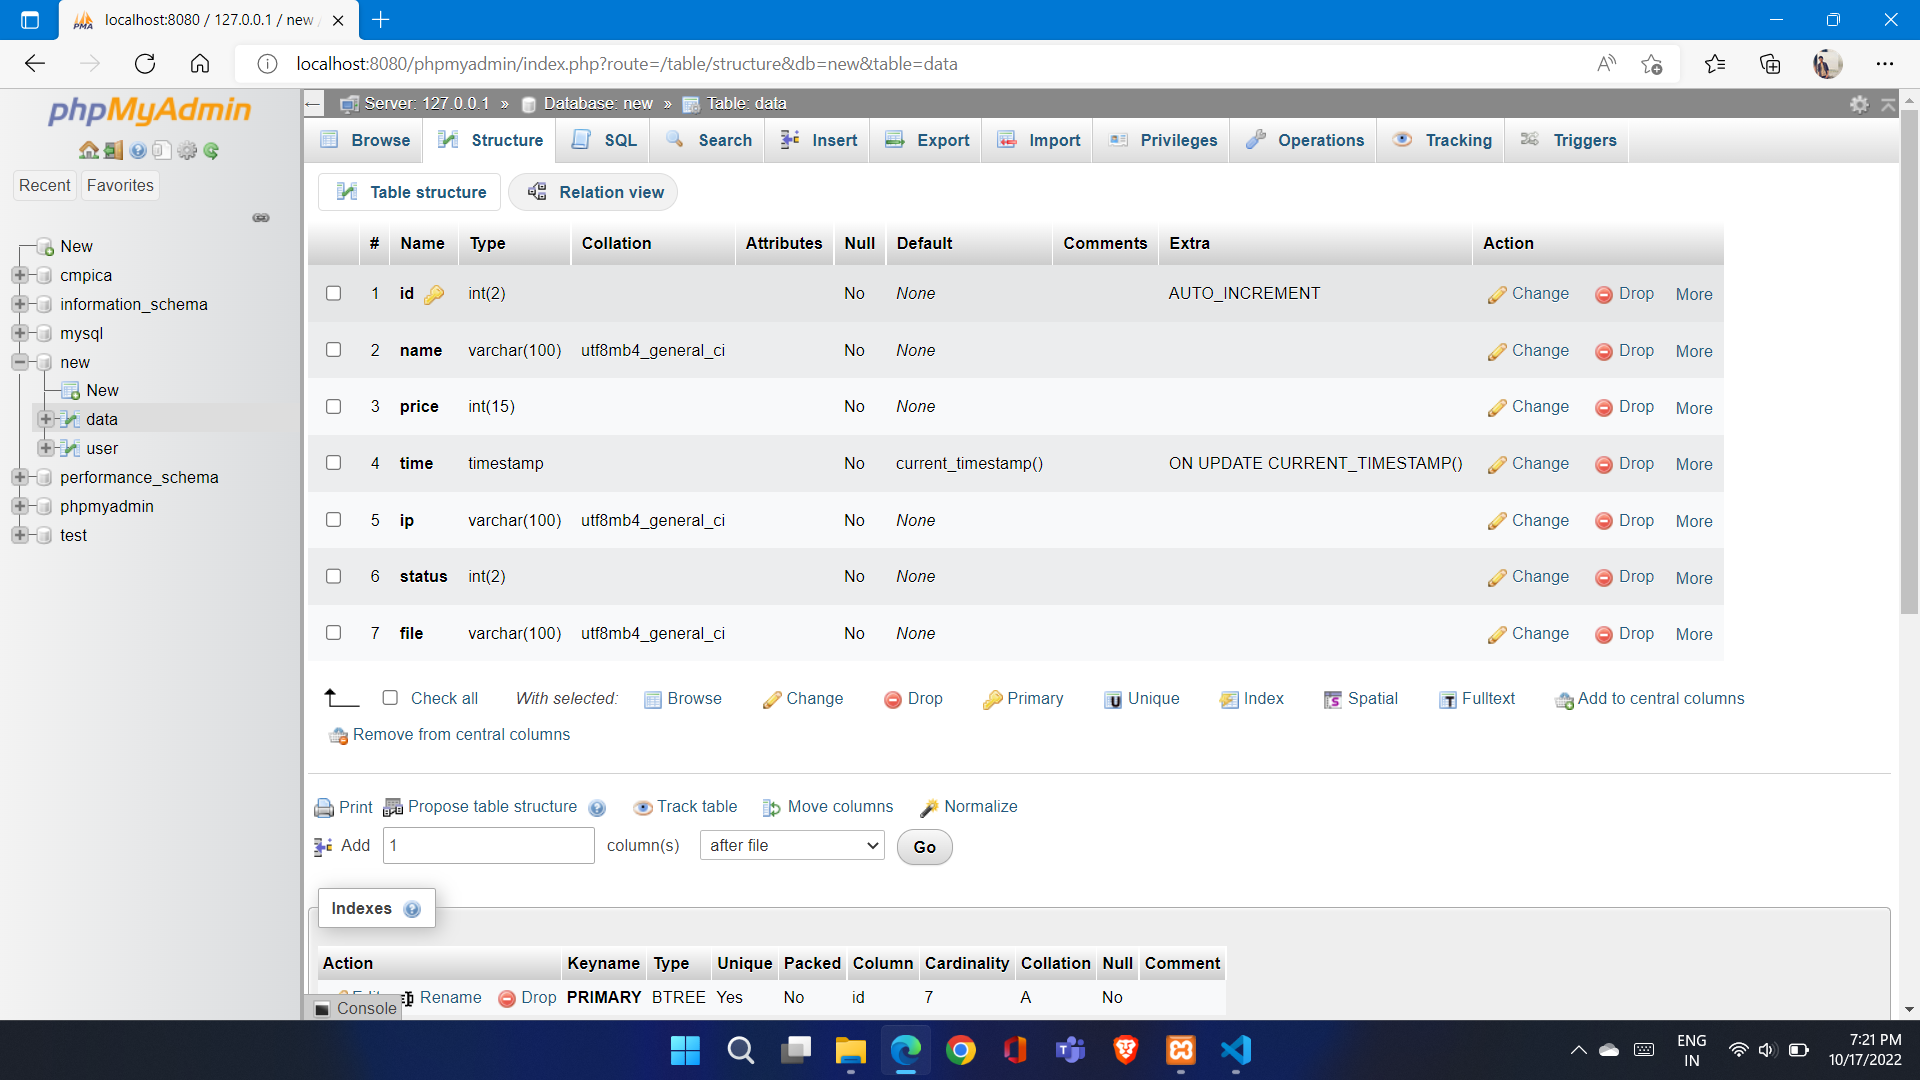 localhost:8080 / 127.0.0.1 / new
localhost:8080/phpmyadmin/index.php?route=/table/structure&db=new&table=data
phpMyAdmin
Recent
Favorites
New
cmpica
information_schema
mysql
new
New
data
user
performance_schema
phpmyadmin
test
Server: 127.0.0.1 » Database: new » Table: data
Browse Structure SQL Search Insert Export Import Privileges Operations Tracking Triggers
Table structure Relation view
# Name Type Collation Attributes Null Default Comments Extra Action
1 id int(2) No None AUTO_INCREMENT Change Drop More
2 name varchar(100) utf8mb4_general_ci No None Change Drop More
3 price int(15) No None Change Drop More
4 time timestamp No current_timestamp() ON UPDATE CURRENT_TIMESTAMP() Change Drop More
5 ip varchar(100) utf8mb4_general_ci No None Change Drop More
6 status int(2) No None Change Drop More
7 file varchar(100) utf8mb4_general_ci No None Change Drop More
Check all With selected: Browse Change Drop Primary Unique Index Spatial Fulltext Add to central columns
Remove from central columns
Print Propose table structure Track table Move columns Normalize
Add 1 column(s) after file Go
Indexes
Action Keyname Type Unique Packed Column Cardinality Collation Null Comment
Rename Drop PRIMARY BTREE Yes No id 7 A No
Console
ENG
IN
7:21 PM
10/17/2022